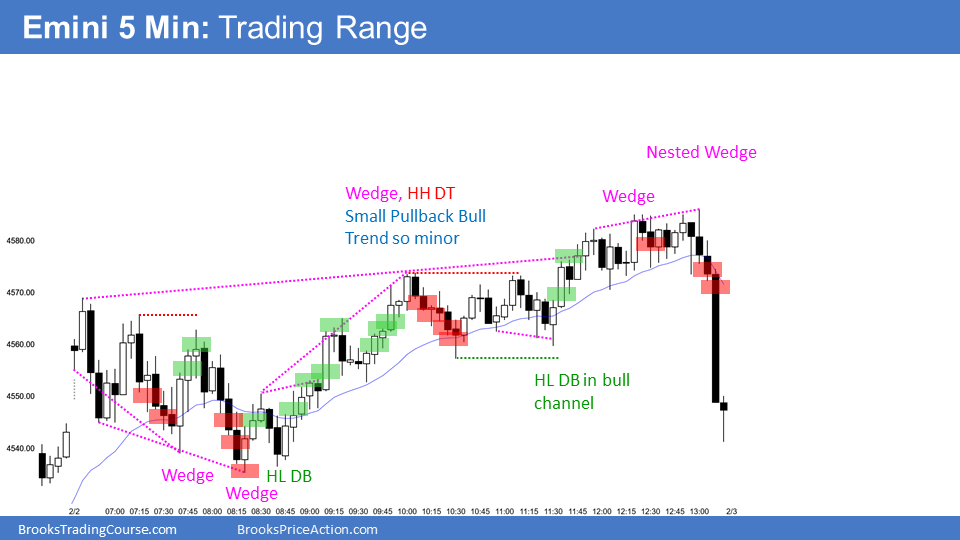 Emini 5 Min: Trading Range
Nested Wedge
Wedge
Wedge, HH DT
Small Pullback Bull
Trend so minor
4580.00
4570.00
4560.00
4550.00
4540.00
HL DB in bull
channel
Wedge
HL DB
Wedge
2/2 07:00 07:15 07:30 07:45 08:00 08:15 08:30 08:45 09:00 09:15 09:30 09:45 10:00 10:15 10:30 10:45 11:00 11:15 11:30 11:45 12:00 12:15 12:30 12:45 13:00 2/3
BrooksTradingCourse.com BrooksPriceAction.com